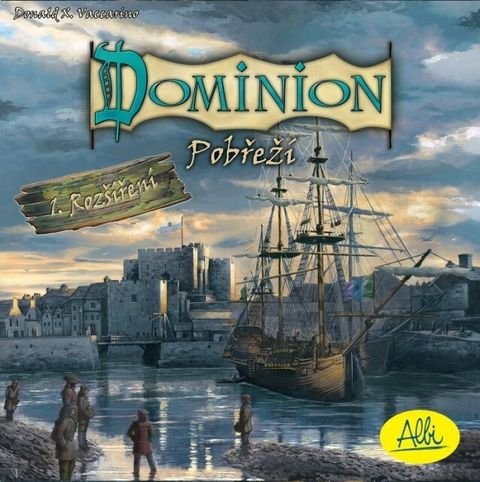 Donald X. Vaccarino
DOMINION
Pobřeží
1. Rozšíření
Albi